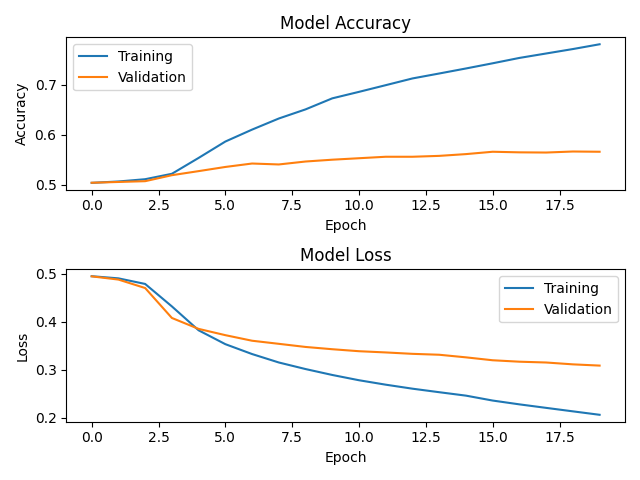 Model Accuracy
Training
Validation
Accuracy
0.7
0.6
0.5
0.0 2.5 5.0 7.5 10.0 12.5 15.0 17.5
Epoch
Model Loss
Training
Validation
Loss
0.5
0.4
0.3
0.2
0.0 2.5 5.0 7.5 10.0 12.5 15.0 17.5
Epoch